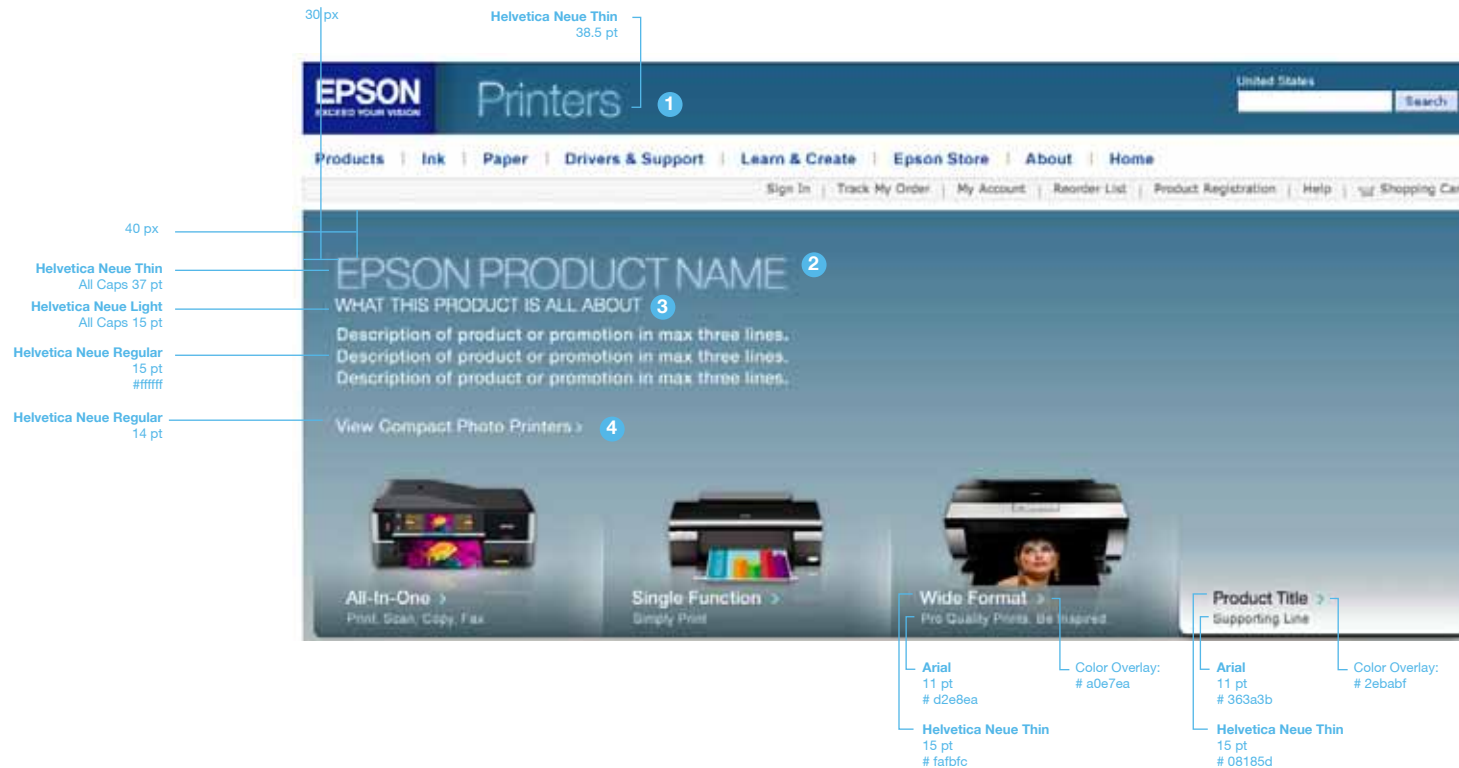 30 px
Helvetica Neue Thin
38.5 pt
EPSON
EXCEED YOUR VISION
Printers
1
United States
Search
Products | Ink | Paper | Drivers & Support | Learn & Create | Epson Store | About | Home
Sign In | Track My Order | My Account | Reorder List | Product Registration | Help | Shopping Car
40 px
Helvetica Neue Thin
All Caps 37 pt
EPSON PRODUCT NAME
2
Helvetica Neue Light
All Caps 15 pt
WHAT THIS PRODUCT IS ALL ABOUT
3
Helvetica Neue Regular
15 pt
#ffffff
Description of product or promotion in max three lines.
Description of product or promotion in max three lines.
Description of product or promotion in max three lines.
Helvetica Neue Regular
14 pt
View Compact Photo Printers >
4
All-In-One >
Print, Scan, Copy, Fax
Single Function >
Simply Print
Wide Format >
Pro Quality Prints. Be Inspired.
Product Title >
Supporting Line
Arial
11 pt
# d2e8ea
Color Overlay:
# a0e7ea
Helvetica Neue Thin
15 pt
# fafbfc
Arial
11 pt
# 363a3b
Color Overlay:
# 2ebabf
Helvetica Neue Thin
15 pt
# 08185d